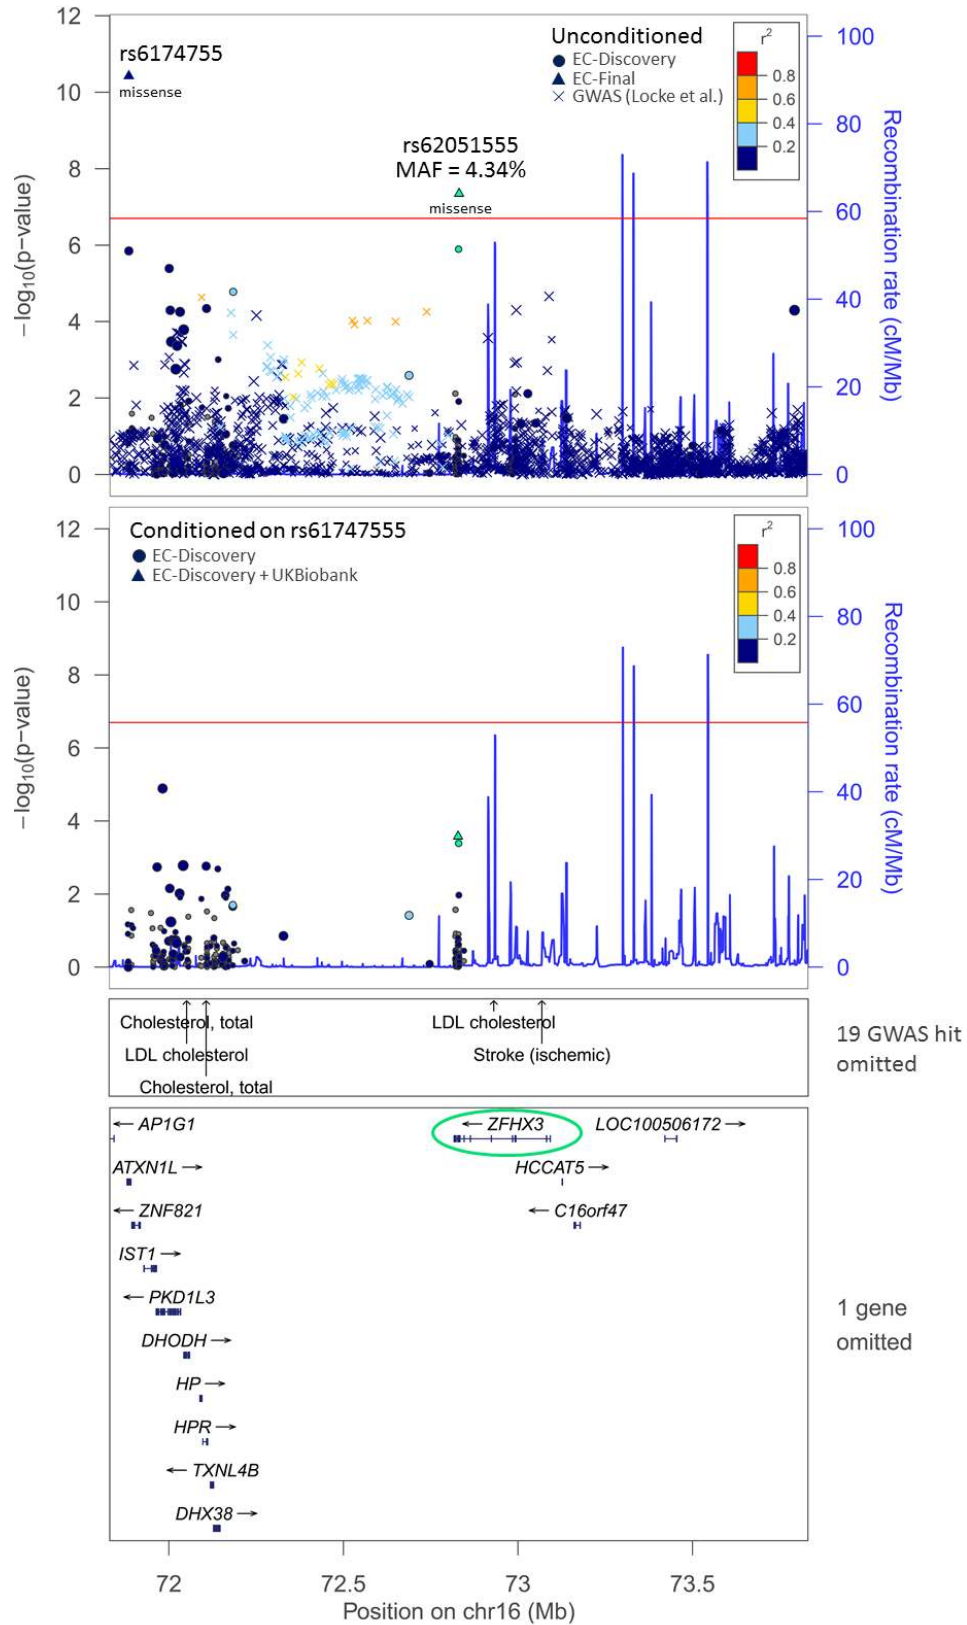 12
10
8
6
4
2
0
−log10(p−value)
rs6174755
missense
Unconditioned
EC-Discovery
EC-Final
GWAS (Locke et al.)
rs62051555
MAF = 4.34%
missense
r2
0.8
0.6
0.4
0.2
100
80
60
40
20
0
Recombination rate (cM/Mb)
12
10
8
6
4
2
0
−log10(p−value)
Conditioned on rs61747555
EC-Discovery
EC-Discovery + UKBiobank
r2
0.8
0.6
0.4
0.2
100
80
60
40
20
0
Recombination rate (cM/Mb)
Cholesterol, total
LDL cholesterol
LDL cholesterol
Stroke (ischemic)
Cholesterol, total
19 GWAS hit
omitted
AP1G1
ZFHX3
LOC100506172
ATXN1L
HCCAT5
ZNF821
C16orf47
IST1
PKD1L3
DHODH
HP
HPR
TXNL4B
DHX38
1 gene
omitted
72
72.5
73
73.5
Position on chr16 (Mb)